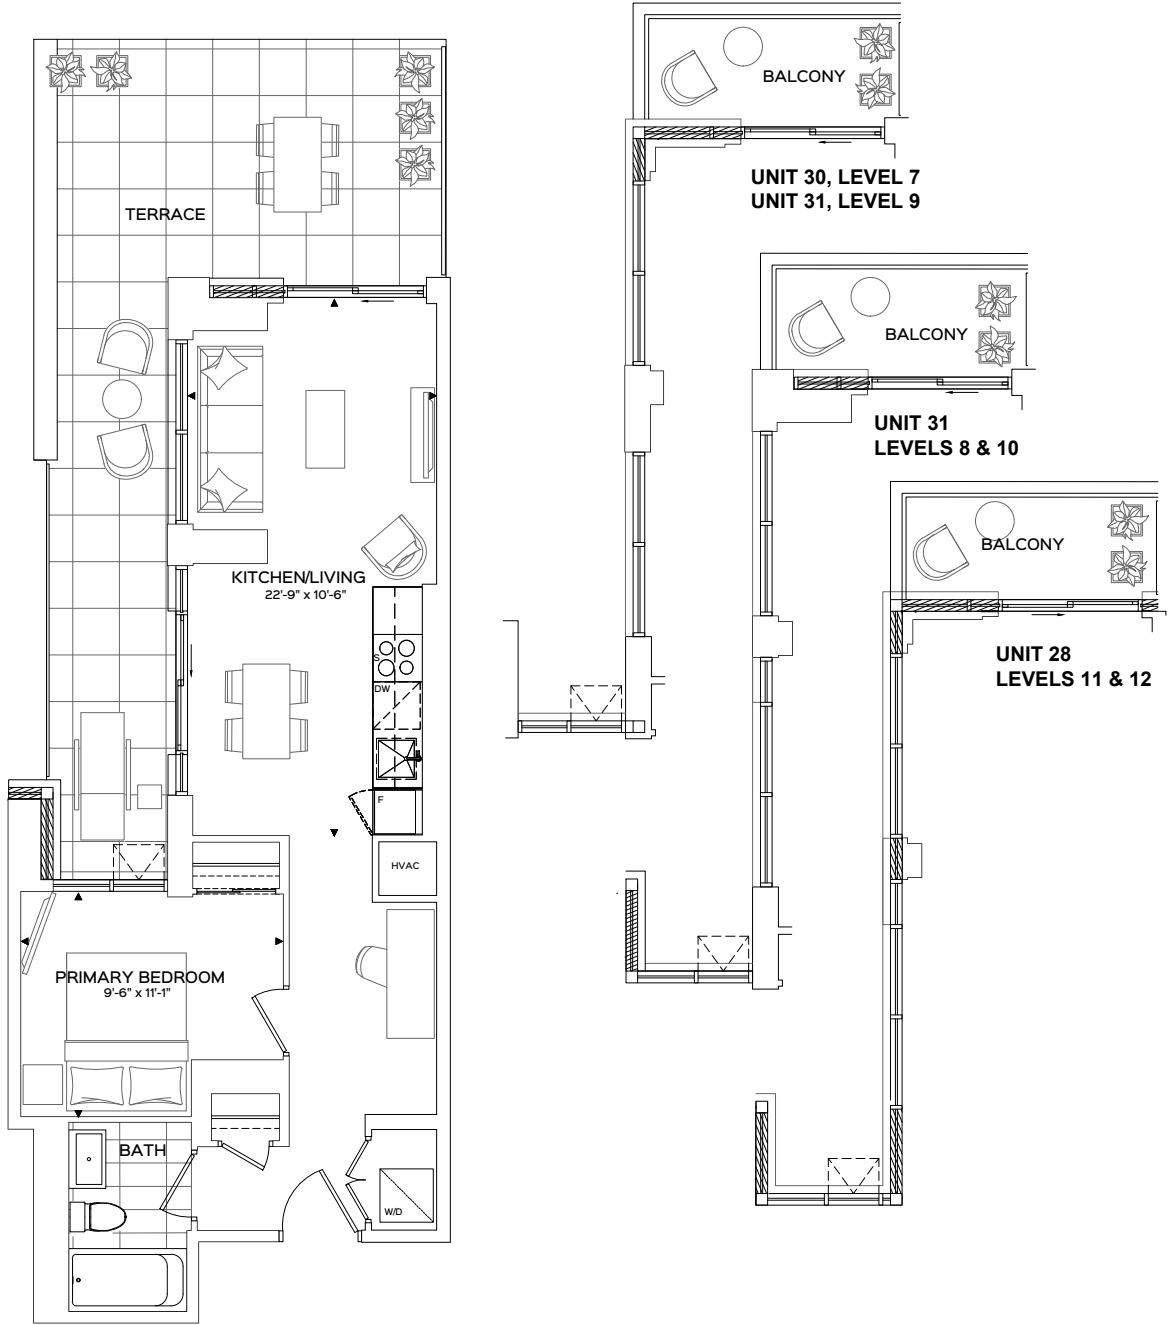 TERRACE
KITCHEN/LIVING
22'-9" x 10'-6"
S
DW
F
HVAC
PRIMARY BEDROOM
9'-6" x 11'-1"
BATH
W/D
BALCONY
UNIT 30, LEVEL 7
UNIT 31, LEVEL 9
BALCONY
UNIT 31
LEVELS 8 & 10
BALCONY
UNIT 28
LEVELS 11 & 12